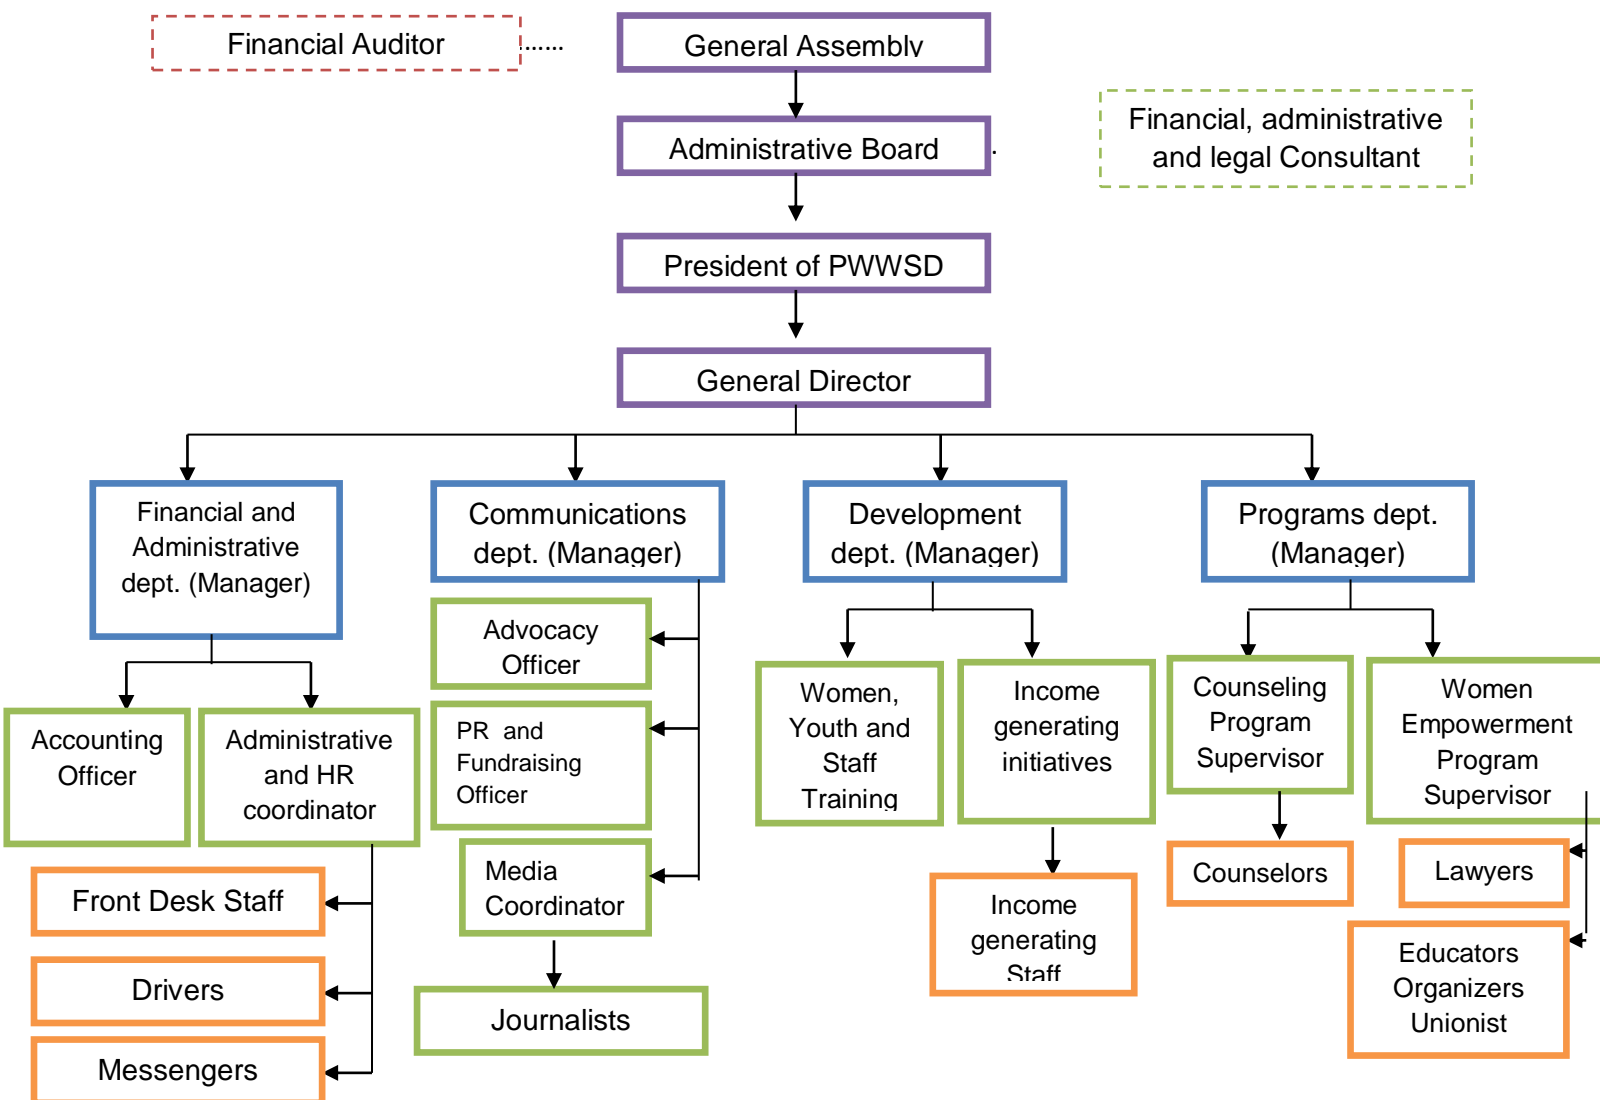 Financial Auditor
.......
General Assembly
Administrative Board
.
Financial, administrative
and legal Consultant
President of PWWSD
General Director
Financial and
Administrative
dept. (Manager)
Communications
dept. (Manager)
Development
dept. (Manager)
Programs dept.
(Manager)
Accounting
Officer
Administrative
and HR
coordinator
Front Desk Staff
Drivers
Messengers
Advocacy
Officer
PR and
Fundraising
Officer
Media
Coordinator
Journalists
Women,
Youth and
Staff
Training
Income
generating
initiatives
Income
generating
Staff
Counseling
Program
Supervisor
Counselors
Women
Empowerment
Program
Supervisor
Lawyers
Educators
Organizers
Unionist